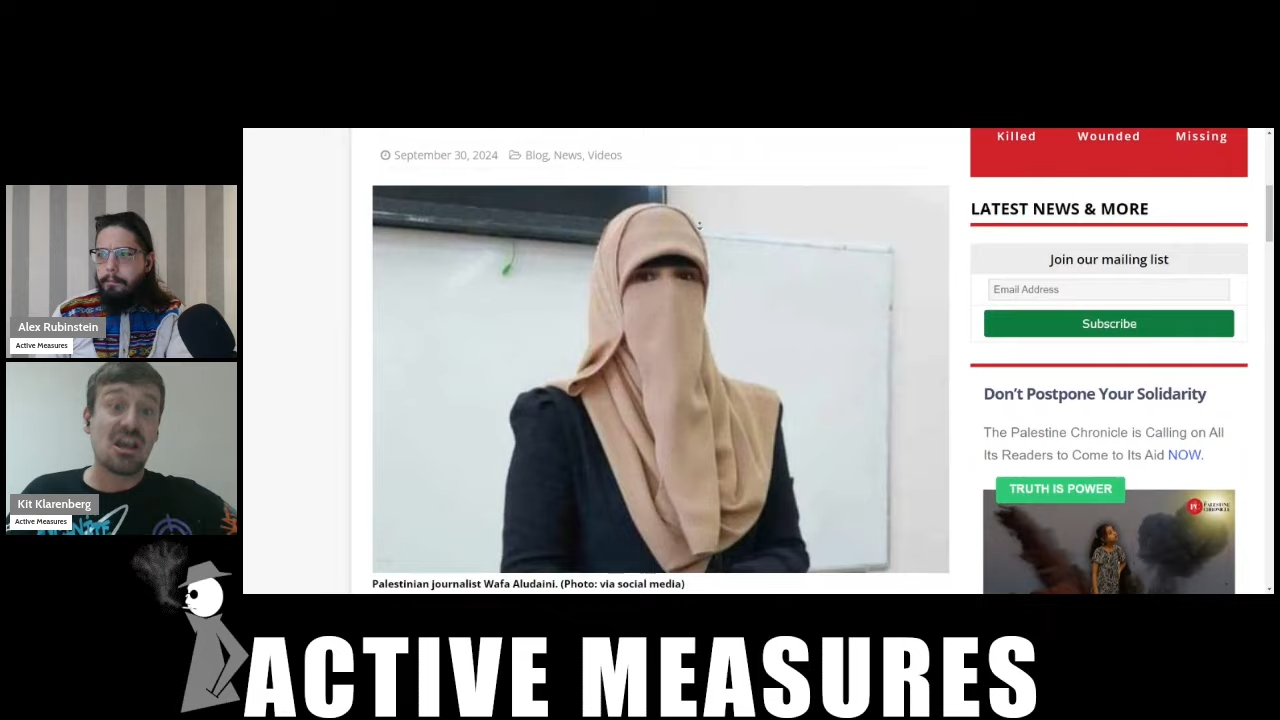 September 30, 2024 Blog, News, Videos
Palestinian journalist Wafa Aludaini. (Photo: via social media)
Killed Wounded Missing
LATEST NEWS & MORE
Join our mailing list
Email Address
Subscribe
Don’t Postpone Your Solidarity
The Palestine Chronicle is Calling on All
Its Readers to Come to Its Aid NOW.
TRUTH IS POWER
PALESTINE
CHRONICLE
Alex Rubinstein
Active Measures
Kit Klarenberg
Active Measures
ACTIVE MEASURES